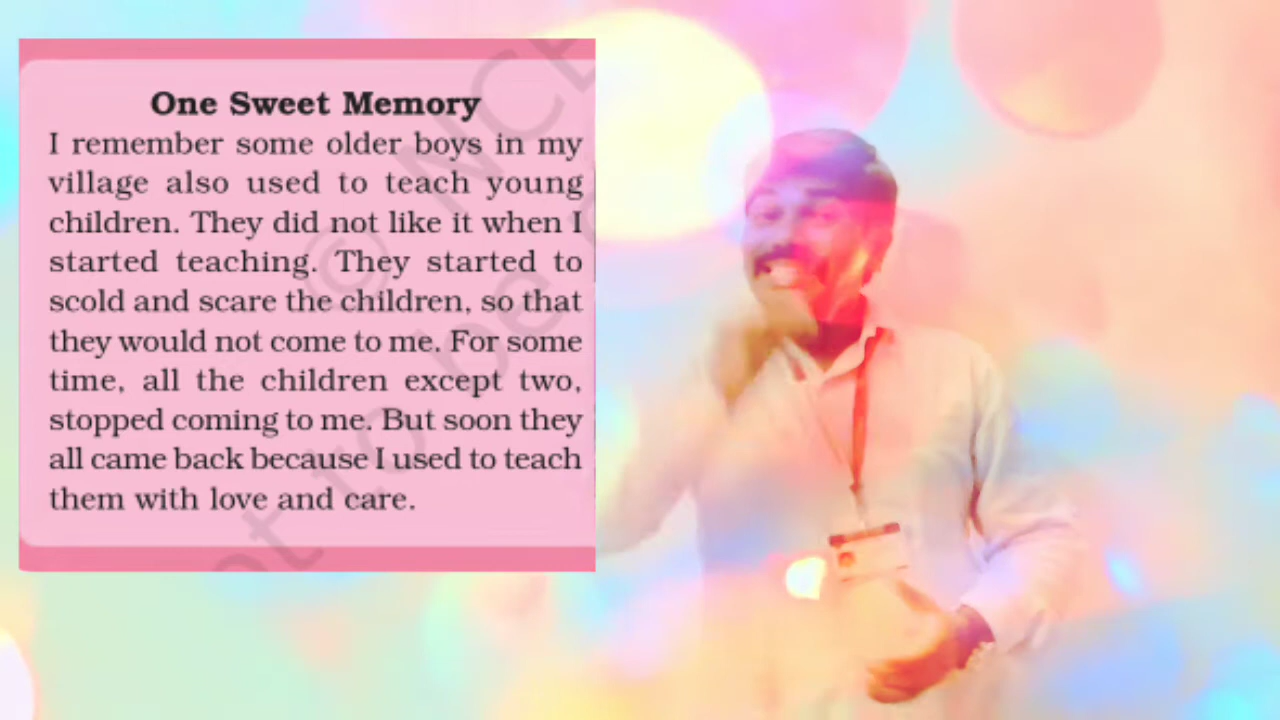 One Sweet Memory
I remember some older boys in my
village also used to teach young
children. They did not like it when I
started teaching. They started to
scold and scare the children, so that
they would not come to me. For some
time, all the children except two,
stopped coming to me. But soon they
all came back because I used to teach
them with love and care.